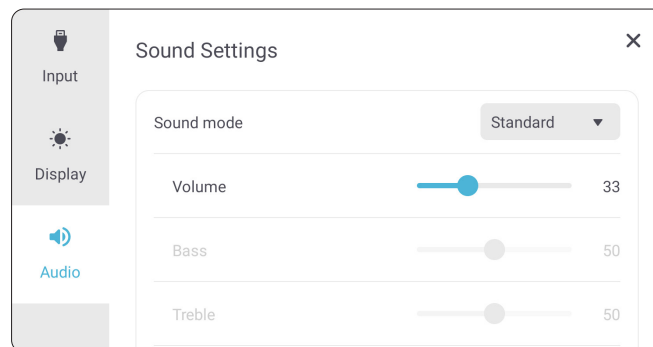 Input
Display
Audio
Sound Settings
Sound mode
Standard
Volume
33
Bass
50
Treble
50